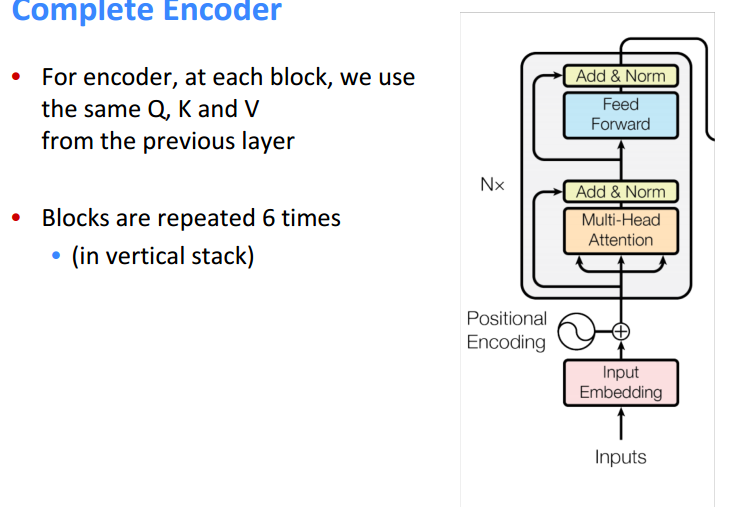 Complete Encoder
• For encoder, at each block, we use
the same Q, K and V
from the previous layer
• Blocks are repeated 6 times
• (in vertical stack)
Add & Norm
Feed
Forward
Nx
Add & Norm
Multi-Head
Attention
Positional
Encoding
Input
Embedding
Inputs